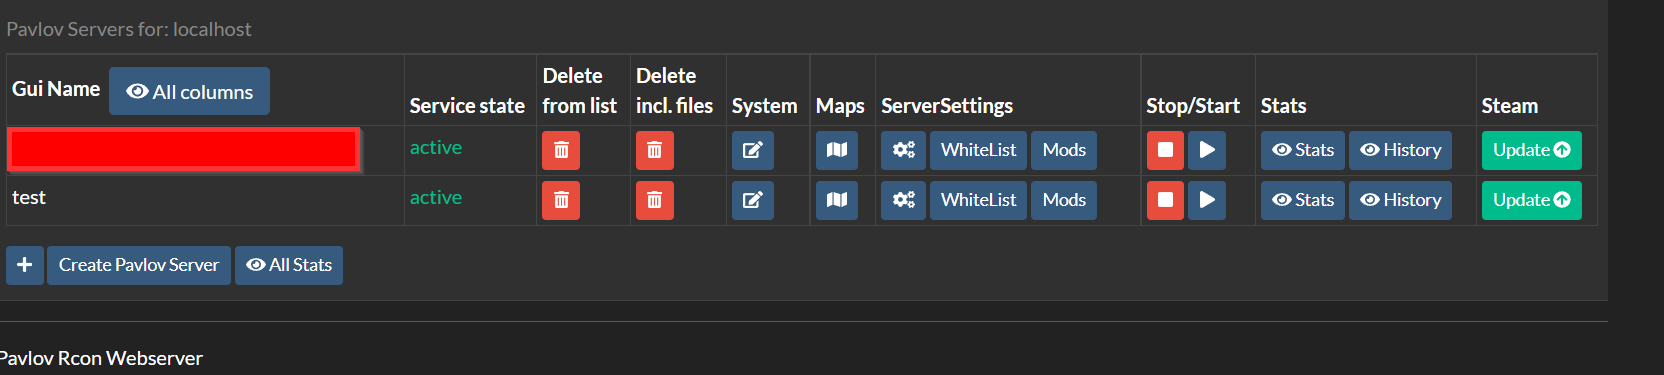 Pavlov Servers for: localhost
Gui Name All columns Service state Delete from list Delete incl. files System Maps ServerSettings Stop/Start Stats Steam
active WhiteList Mods Stats History Update
test active WhiteList Mods Stats History Update
Create Pavlov Server All Stats
Pavlov Rcon Webserver